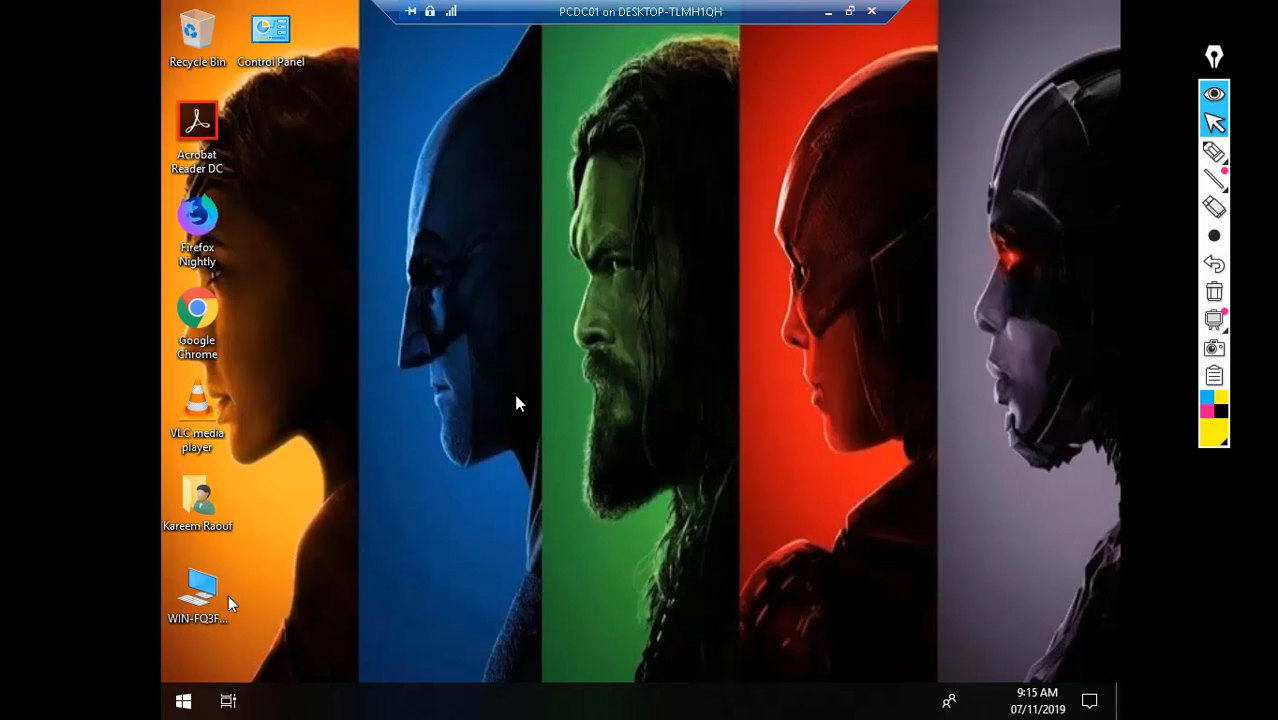 PCDC01 on DESKTOP-TLMH1QH
Recycle Bin
Control Panel
Acrobat
Reader DC
Firefox
Nightly
Google
Chrome
VLC media
player
Kareem Raouf
WIN-FQ3F...
9:15 AM
07/11/2019